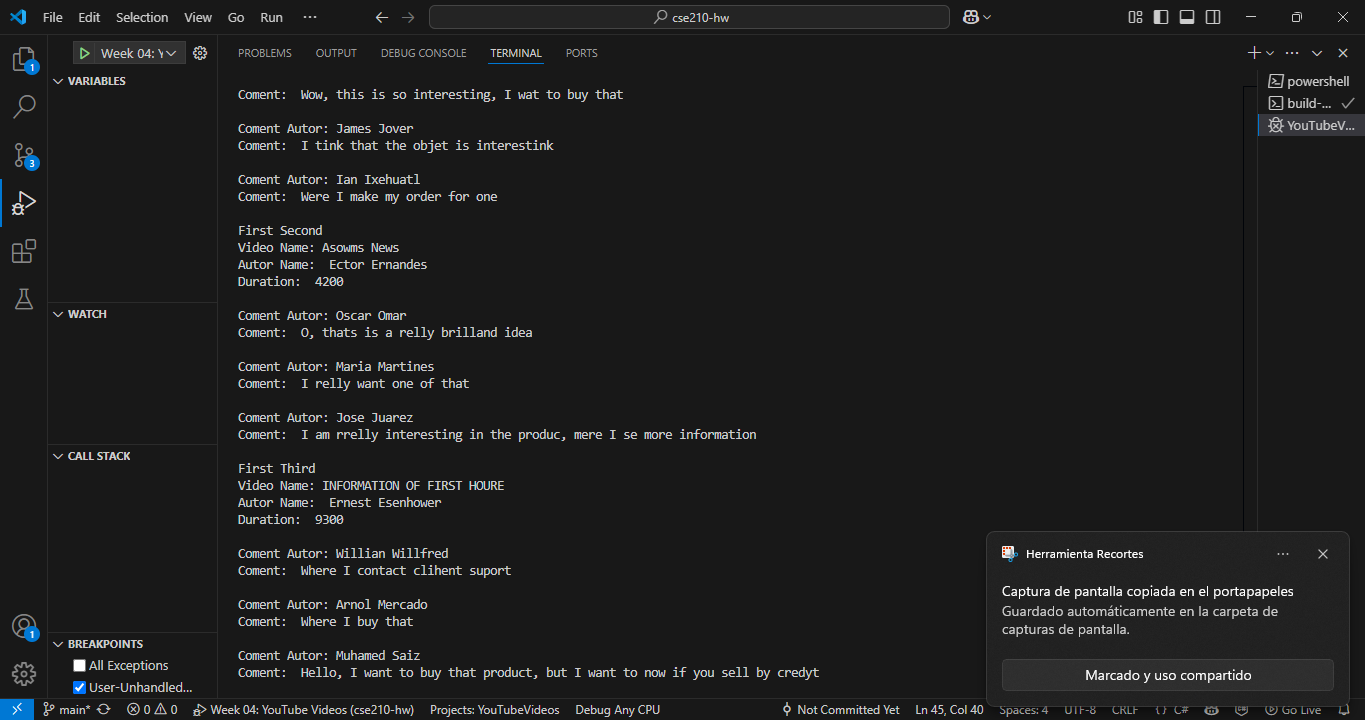 File Edit Selection View Go Run ··· cse210-hw
Week 04: Y
PROBLEMS OUTPUT DEBUG CONSOLE TERMINAL PORTS
VARIABLES
WATCH
CALL STACK
BREAKPOINTS
All Exceptions
User-Unhandled...
Coment:  Wow, this is so interesting, I wat to buy that
Coment Autor: James Jover
Coment:  I tink that the objet is interestink
Coment Autor: Ian Ixehuatl
Coment:  Were I make my order for one
First Second
Video Name: Asowms News
Autor Name:  Ector Ernandes
Duration:  4200
Coment Autor: Oscar Omar
Coment:  O, thats is a relly brilland idea
Coment Autor: Maria Martines
Coment:  I relly want one of that
Coment Autor: Jose Juarez
Coment:  I am rrelly interesting in the produc, mere I se more information
First Third
Video Name: INFORMATION OF FIRST HOURE
Autor Name:  Ernest Esenhower
Duration:  9300
Coment Autor: Willian Willfred
Coment:  Where I contact clihent suport
Coment Autor: Arnol Mercado
Coment:  Where I buy that
Coment Autor: Muhamed Saiz
Coment:  Hello, I want to buy that product, but I want to now if you sell by credyt
powershell
build-...
YouTubeV...
Herramienta Recortes
Captura de pantalla copiada en el portapapeles
Guardado automáticamente en la carpeta de
capturas de pantalla.
Marcado y uso compartido
1
3
1
main* 0 0 Week 04: YouTube Videos (cse210-hw) Projects: YouTubeVideos Debug Any CPU Not Committed Yet Ln 45, Col 40 Spaces: 4 UTF-8 CRLF {} C# Go Live